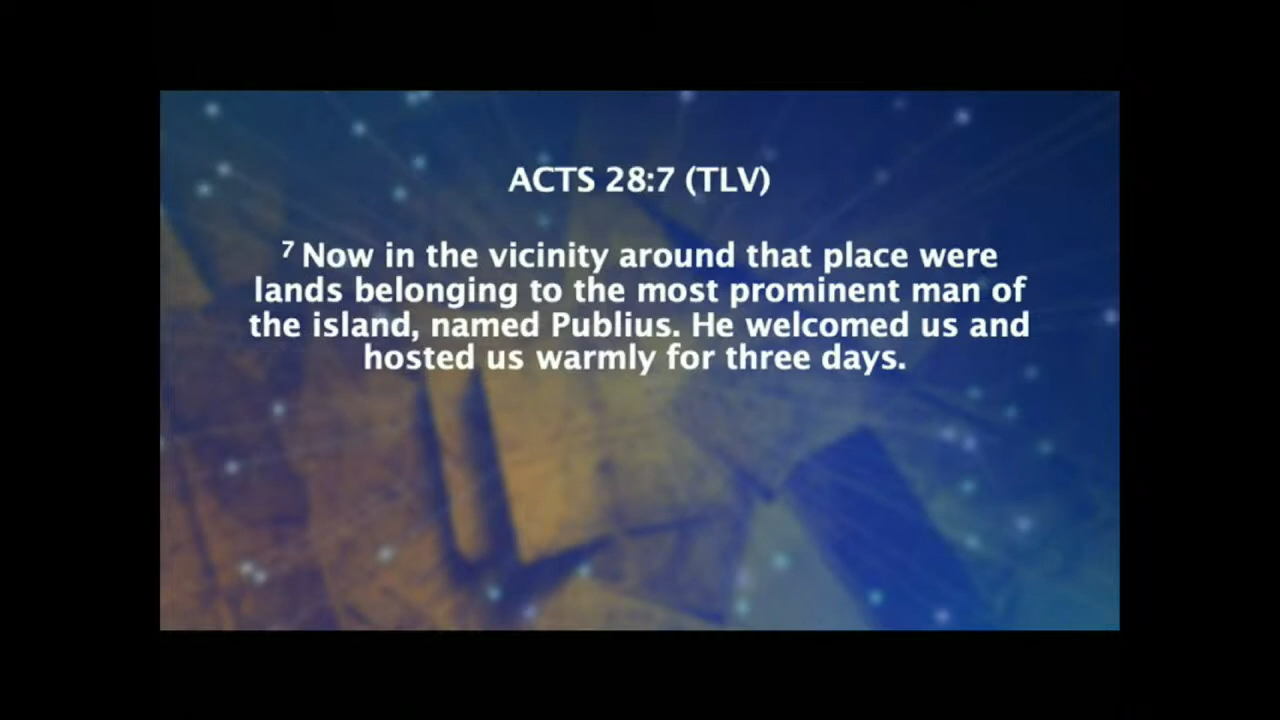 ACTS 28:7 (TLV)
7 Now in the vicinity around that place were
lands belonging to the most prominent man of
the island, named Publius. He welcomed us and
hosted us warmly for three days.